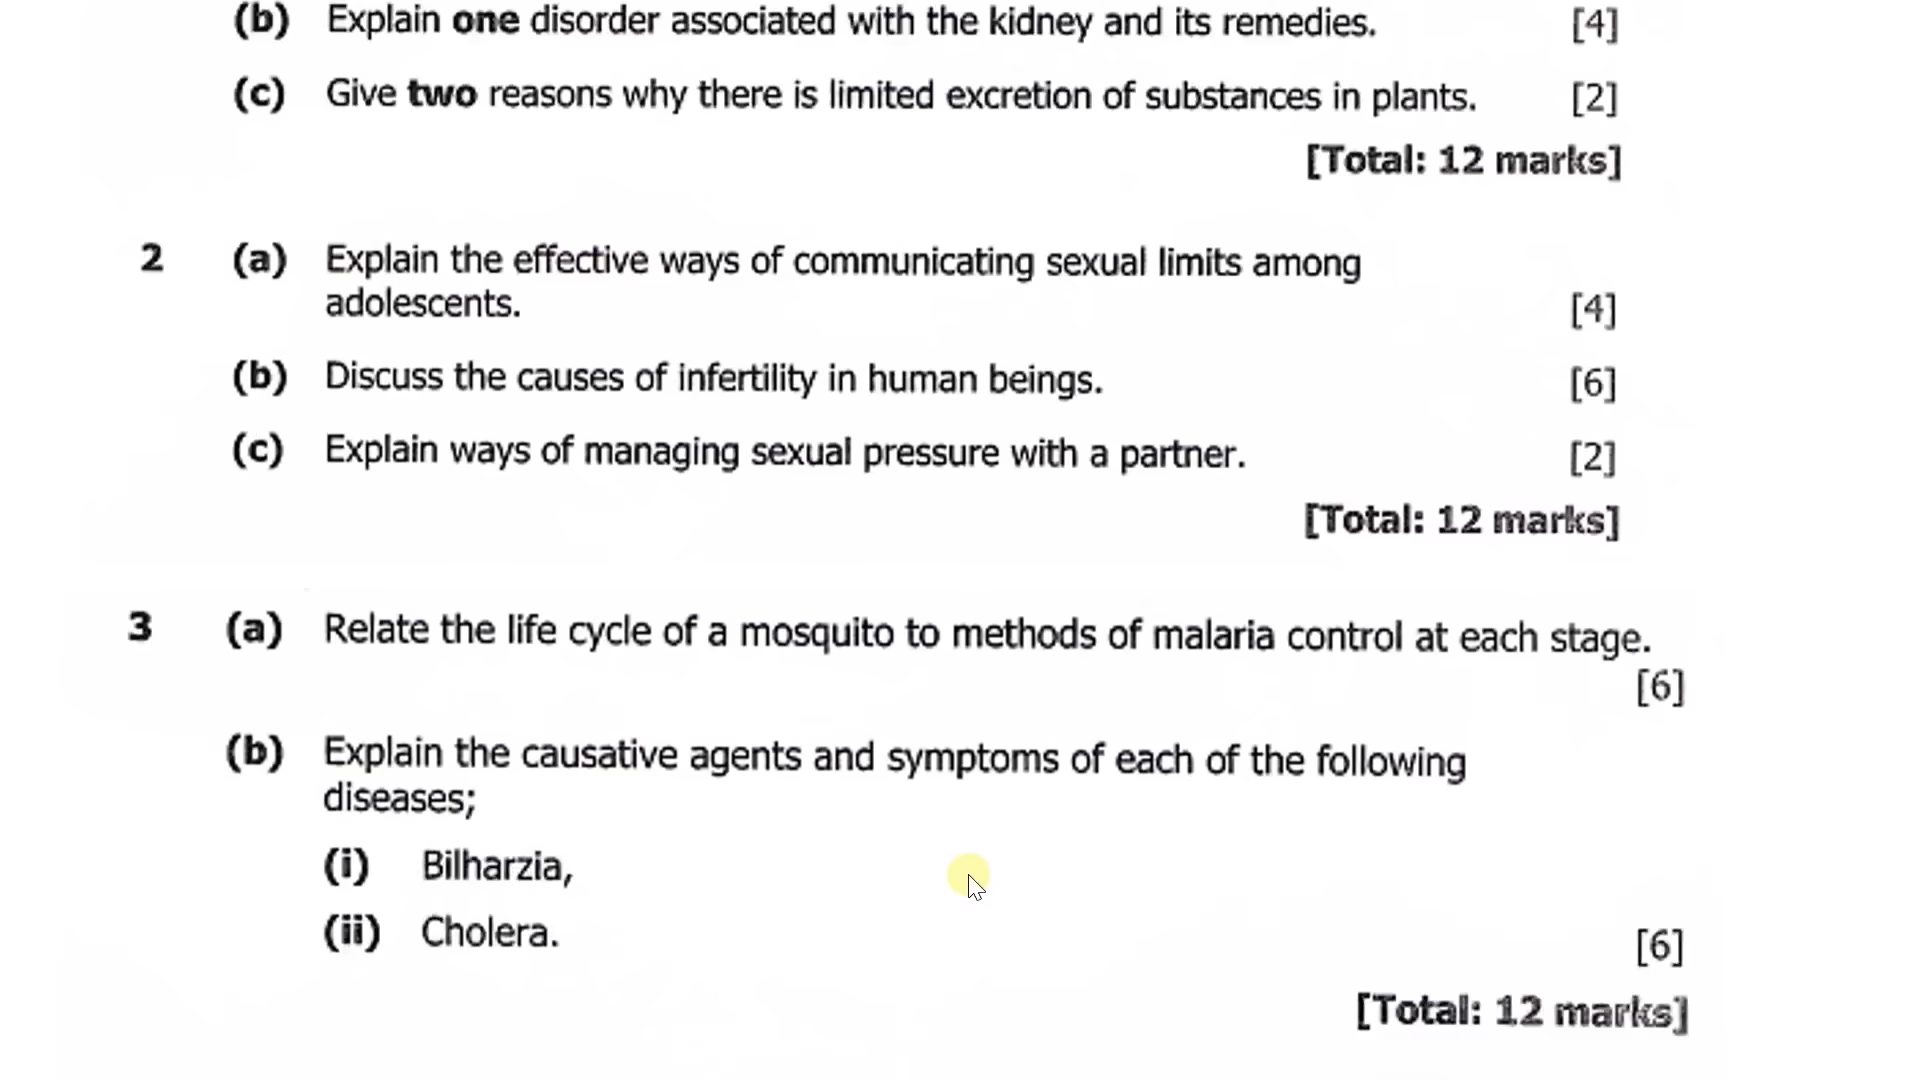 (b) Explain one disorder associated with the kidney and its remedies. [4]
(c) Give two reasons why there is limited excretion of substances in plants. [2]
[Total: 12 marks]
2 (a) Explain the effective ways of communicating sexual limits among
adolescents. [4]
(b) Discuss the causes of infertility in human beings. [6]
(c) Explain ways of managing sexual pressure with a partner. [2]
[Total: 12 marks]
3 (a) Relate the life cycle of a mosquito to methods of malaria control at each stage.
[6]
(b) Explain the causative agents and symptoms of each of the following
diseases;
(i) Bilharzia,
(ii) Cholera. [6]
[Total: 12 marks]